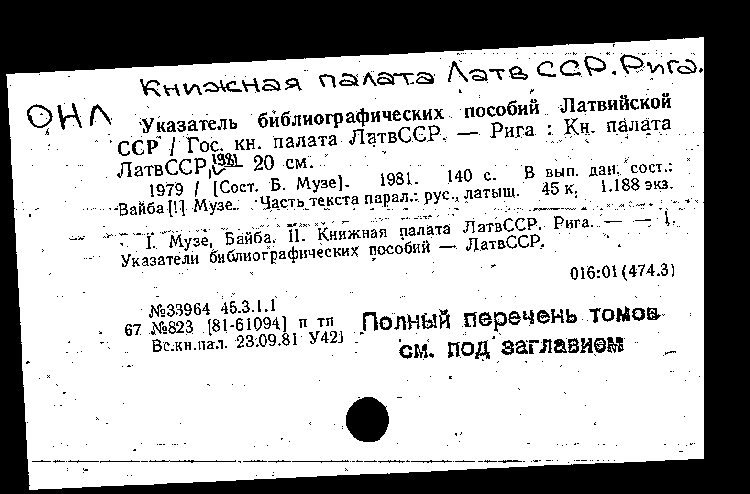 Книжная палата Латв ССР. Рига.
ОНЛ
Указатель библиографических пособий Латвийской
ССР / Гос. кн. палата ЛатвССР. — Рига : Кн. палата
ЛатвССР, 1981 20 см.
1979 / [Сост. Б. Музе]. 1981. 140 с. В вып. дан. сост.:
Вайба [!] Музе. Часть текста парал.: рус., латыш. 45 к. 1.188 экз.
I. Музе, Байба. II. Книжная палата ЛатвССР. Рига. — — 1.
Указатели библиографических пособий — ЛатвССР.
016:01 (474.3)
№33964 45.3.1.1
67 №823 [81-61094] п тп
Вс.кн.пал. 23.09.81 У421
Полный перечень томов
см. под заглавием